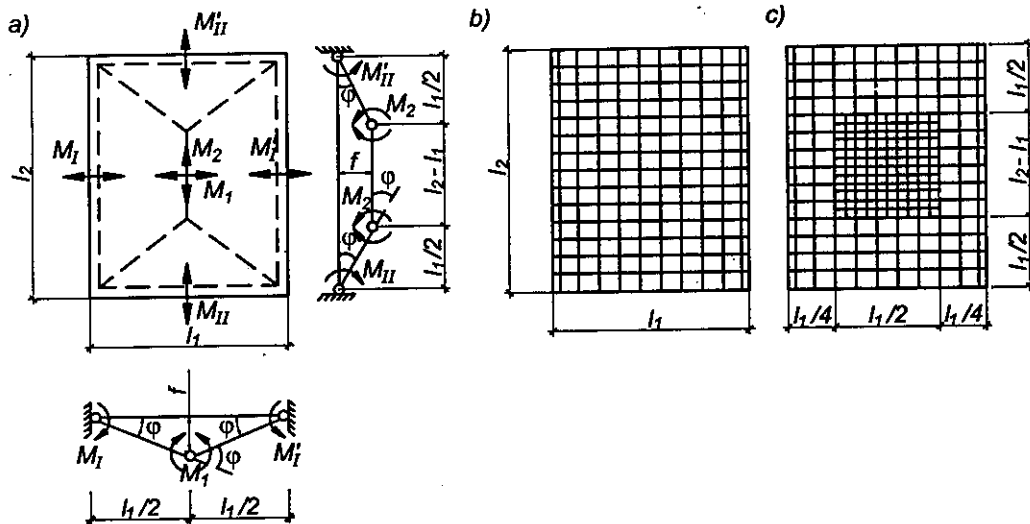 a)
M'II
l2
MI
M2
M1
M'I
MII
l1
M'II
φ
M2
f
φ
M2
φ
MII
l1/2
l2-l1
l1/2
f
φ
φ
MI
M1
φ
M'I
l1/2
l1/2
b)
l2
l1
c)
l1/2
l2-l1
l1/2
l1/4
l1/2
l1/4